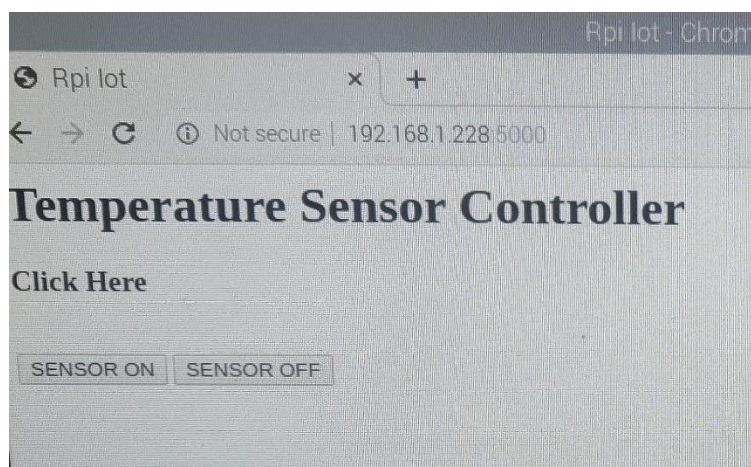 Rpi Iot - Chrom
Rpi Iot
Not secure | 192.168.1.228:5000
Temperature Sensor Controller
Click Here
SENSOR ON SENSOR OFF